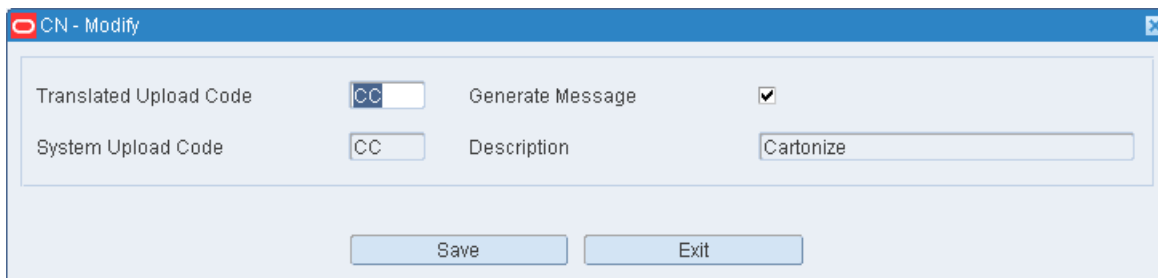 CN - Modify
Translated Upload Code CC Generate Message
System Upload Code CC Description Cartonize
Save Exit